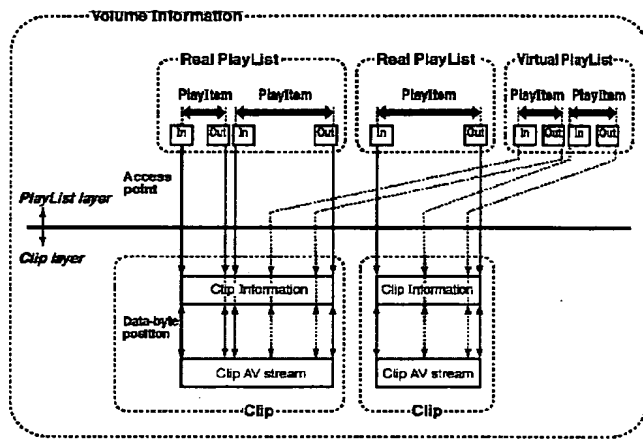 Volume Information
Real PlayList
Real PlayList
Virtual PlayList
PlayItem
PlayItem
PlayItem
PlayItem
PlayItem
In
Out
In
Out
In
Out
In
Out
In
Out
Access
point
PlayList layer
Clip layer
Clip Information
Clip Information
Data-byte
position
Clip AV stream
Clip AV stream
Clip
Clip